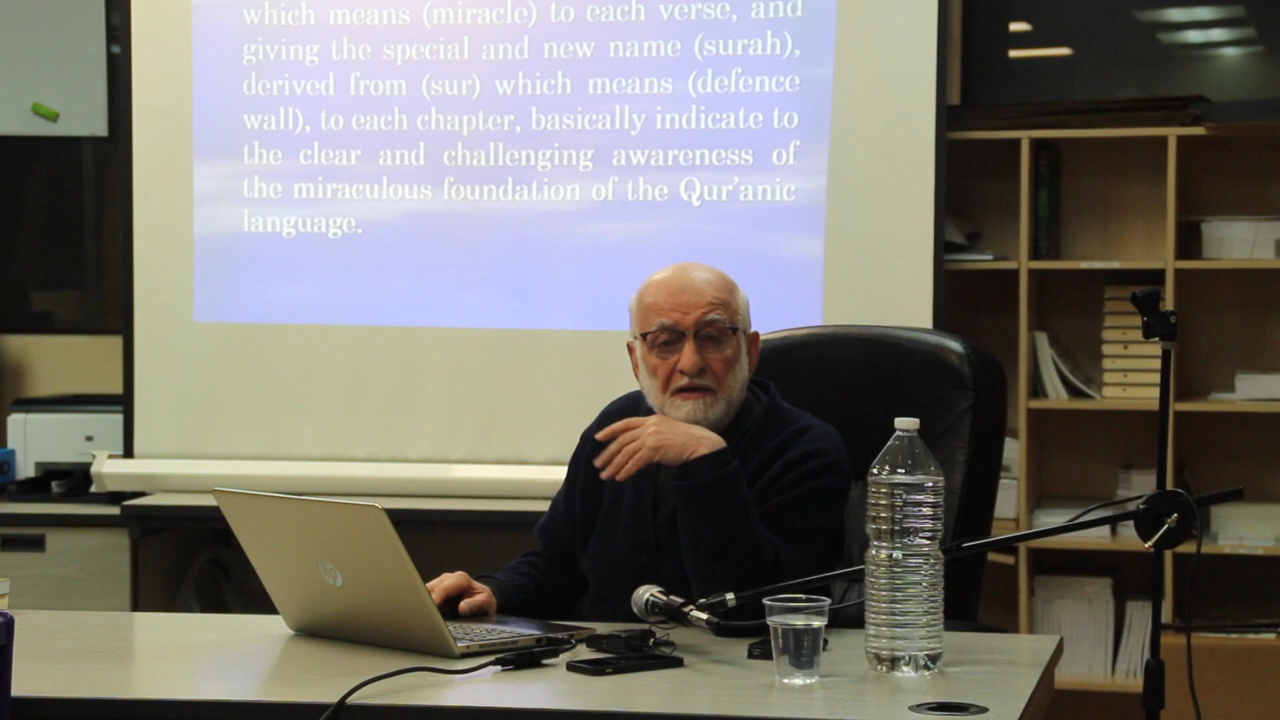 which means (miracle) to each verse, and
giving the special and new name (surah),
derived from (sur) which means (defence
wall), to each chapter, basically indicate to
the clear and challenging awareness of
the miraculous foundation of the Qur'anic
language.
hp